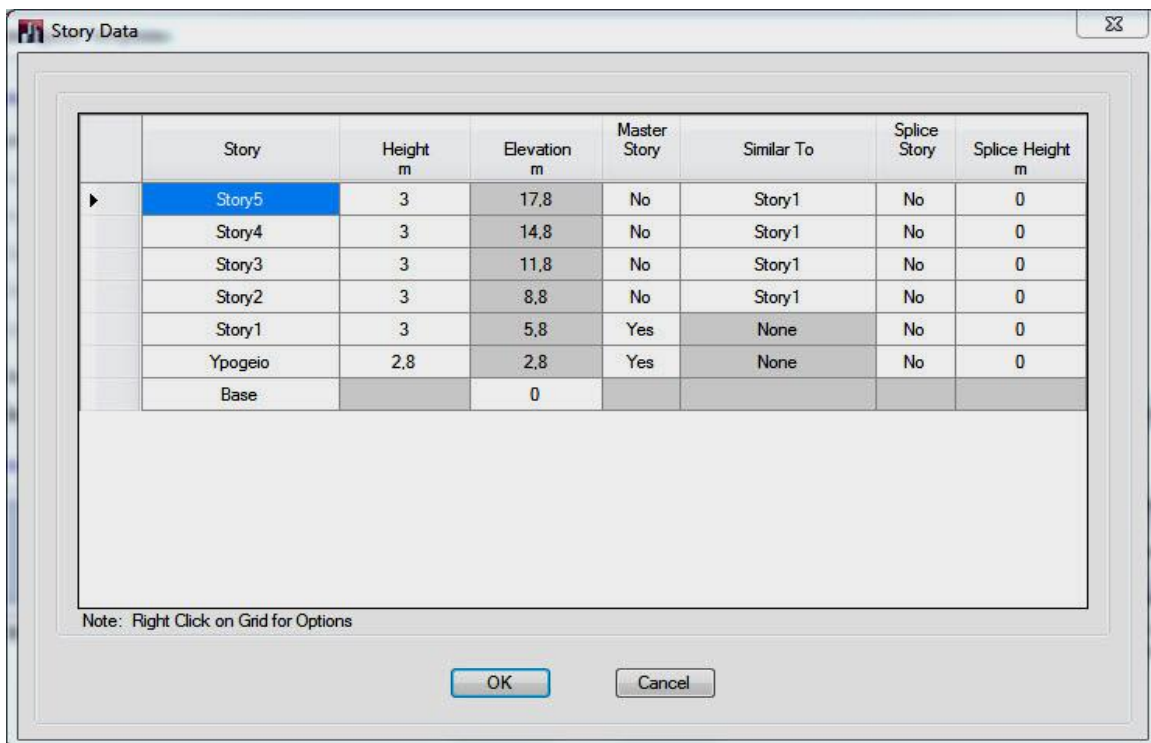 Story Data
Story Height m Elevation m Master Story Similar To Splice Story Splice Height m
Story5 3 17,8 No Story1 No 0
Story4 3 14,8 No Story1 No 0
Story3 3 11,8 No Story1 No 0
Story2 3 8,8 No Story1 No 0
Story1 3 5,8 Yes None No 0
Ypogeio 2,8 2,8 Yes None No 0
Base 0
Note: Right Click on Grid for Options
OK Cancel